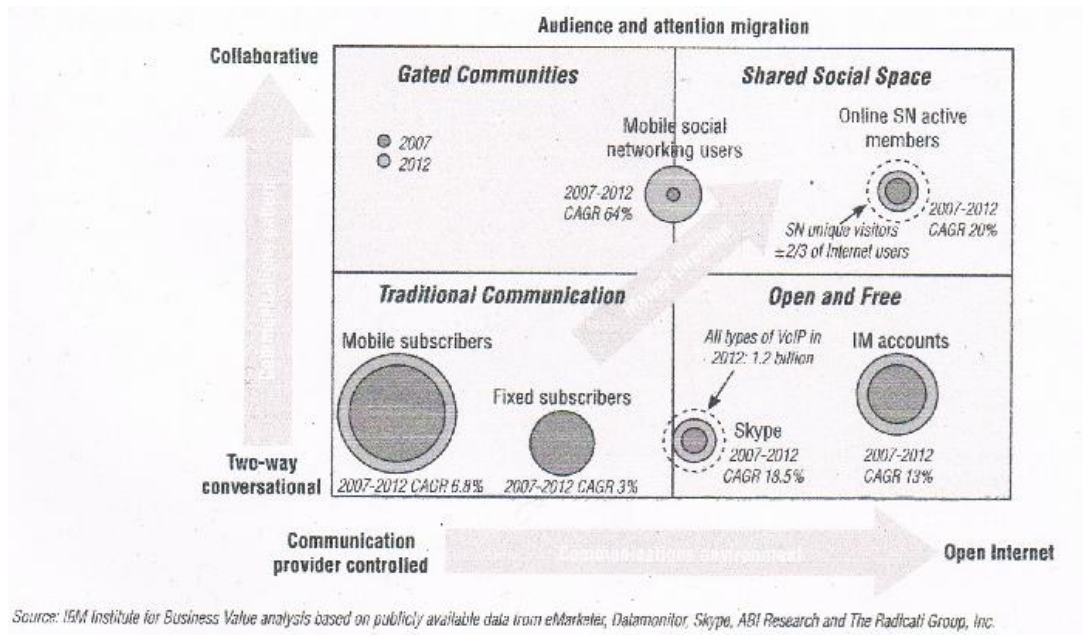 Audience and attention migration
Collaborative
Gated Communities
Shared Social Space
2007
2012
Mobile social
networking users
2007-2012
CAGR 64%
Online SN active
members
2007-2012
CAGR 20%
SN unique visitors
±2/3 of Internet users
Traditional Communication
Open and Free
Mobile subscribers
2007-2012 CAGR 6.8%
Fixed subscribers
2007-2012 CAGR 3%
All types of VoIP in
2012: 1.2 billion
Skype
2007-2012
CAGR 18.5%
IM accounts
2007-2012
CAGR 13%
Two-way
conversational
Communication
provider controlled
Communications environment
Open Internet
Source: IBM Institute for Business Value analysis based on publicly available data from eMarketer, Datamonitor, Skype, ABI Research and The Radicati Group, Inc.